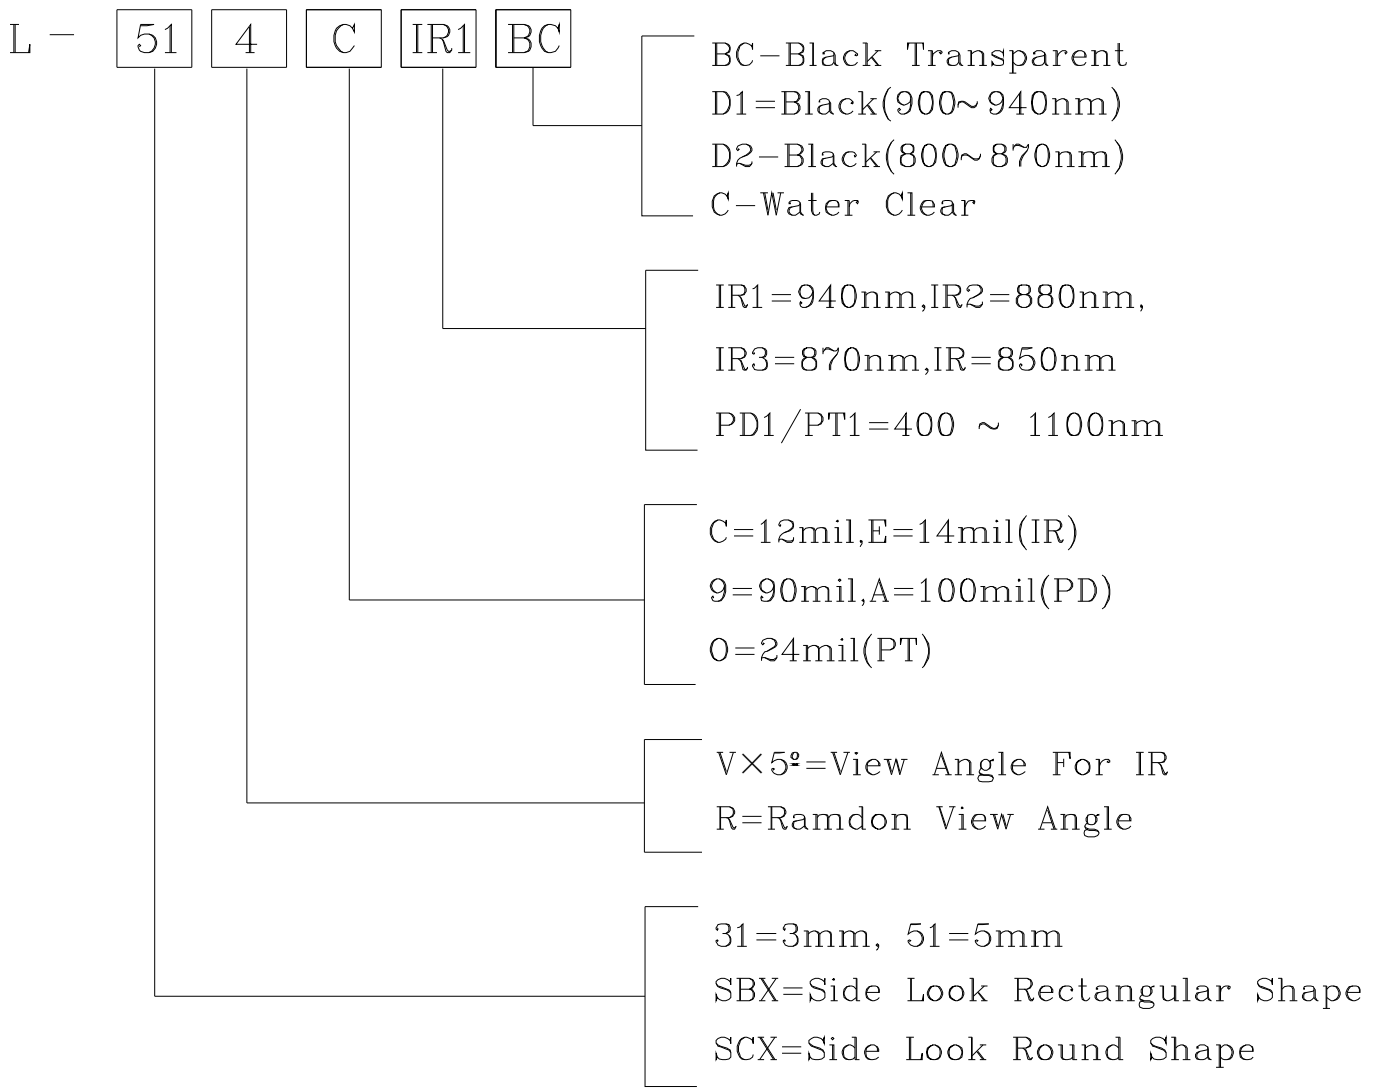 L- 51 4 C IR1 BC
BC-Black Transparent
D1=Black(900~940nm)
D2-Black(800~870nm)
C-Water Clear
IR1=940nm,IR2=880nm,
IR3=870nm,IR=850nm
PD1/PT1=400 ~ 1100nm
C=12mil,E=14mil(IR)
9=90mil,A=100mil(PD)
0=24mil(PT)
V×5º=View Angle For IR
R=Ramdon View Angle
31=3mm, 51=5mm
SBX=Side Look Rectangular Shape
SCX=Side Look Round Shape